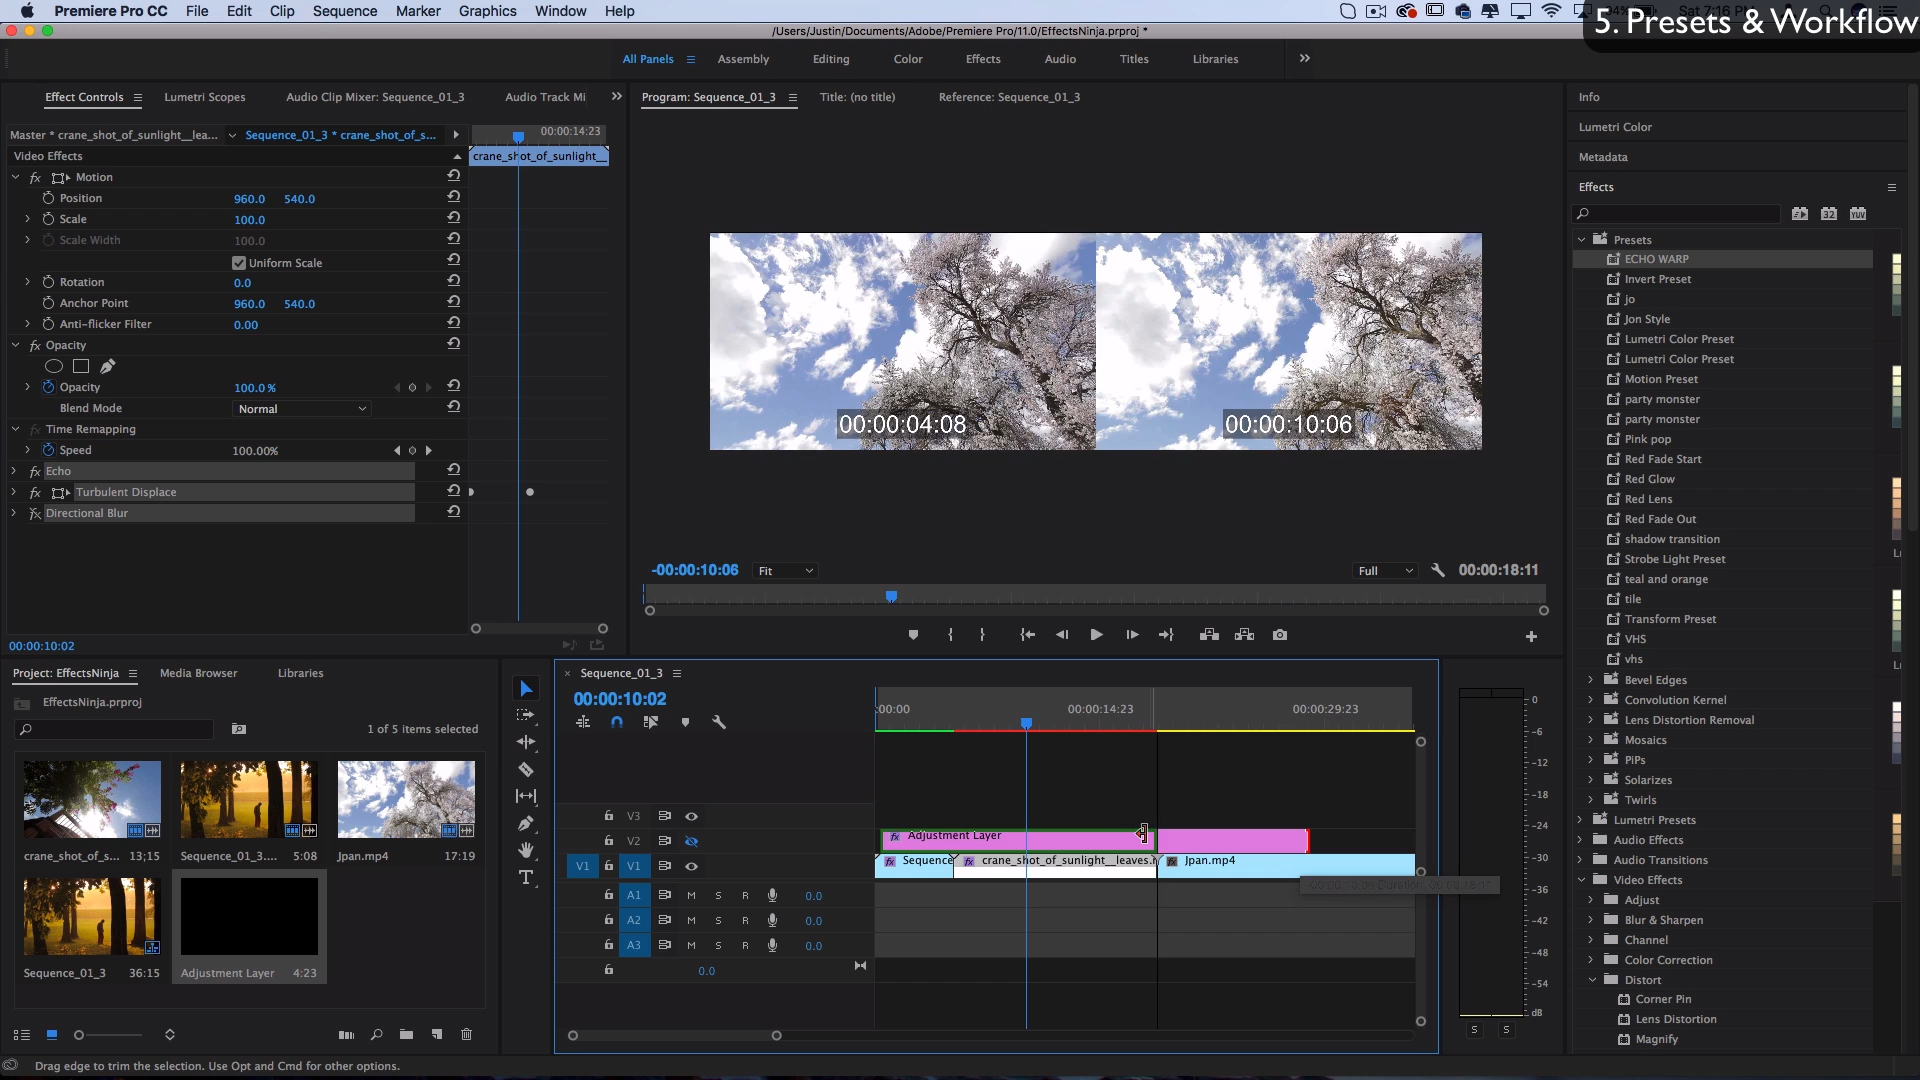 Premiere Pro CC File Edit Clip Sequence Marker Graphics Window Help
5. Presets & Workflow
/Users/Justin/Documents/Adobe/Premiere Pro/11.0/EffectsNinja.prproj *
All Panels Assembly Editing Color Effects Audio Titles Libraries
Effect Controls Lumetri Scopes Audio Clip Mixer: Sequence_01_3 Audio Track Mi
Master * crane_shot_of_sunlight__lea... Sequence_01_3 * crane_shot_of_s...
00:00:14:23
Video Effects
crane_shot_of_sunlight__
Motion
Position 960.0 540.0
Scale 100.0
Scale Width 100.0
Uniform Scale
Rotation 0.0
Anchor Point 960.0 540.0
Anti-flicker Filter 0.00
Opacity
Opacity 100.0 %
Blend Mode Normal
Time Remapping
Speed 100.00%
Echo
Turbulent Displace
Directional Blur
00:00:10:02
Program: Sequence_01_3 Title: (no title) Reference: Sequence_01_3
00:00:04:08
00:00:10:06
-00:00:10:06 Fit Full 00:00:18:11
Info
Lumetri Color
Metadata
Effects
32 YUV
Presets
ECHO WARP
Invert Preset
jo
Jon Style
Lumetri Color Preset
Lumetri Color Preset
Motion Preset
party monster
party monster
Pink pop
Red Fade Start
Red Glow
Red Lens
Red Fade Out
shadow transition
Strobe Light Preset
teal and orange
tile
Transform Preset
VHS
vhs
Bevel Edges
Convolution Kernel
Lens Distortion Removal
Mosaics
PiPs
Solarizes
Twirls
Lumetri Presets
Audio Effects
Audio Transitions
Video Effects
Adjust
Blur & Sharpen
Channel
Color Correction
Distort
Corner Pin
Lens Distortion
Magnify
Project: EffectsNinja Media Browser Libraries
EffectsNinja.prproj
1 of 5 items selected
crane_shot_of_s... 13;15
Sequence_01_3.... 5:08
Jpan.mp4 17:19
Sequence_01_3 36:15
Adjustment Layer 4:23
Sequence_01_3
00:00:10:02
:00:00 00:00:14:23 00:00:29:23
V3
V2
Adjustment Layer
V1 V1
Sequence crane_shot_of_sunlight__leaves.r Jpan.mp4
A1 M S R 0.0
A2 M S R 0.0
A3 M S R 0.0
0.0
0
-6
-12
-18
-24
-30
-36
-42
-48
-54
dB
S S
Drag edge to trim the selection. Use Opt and Cmd for other options.